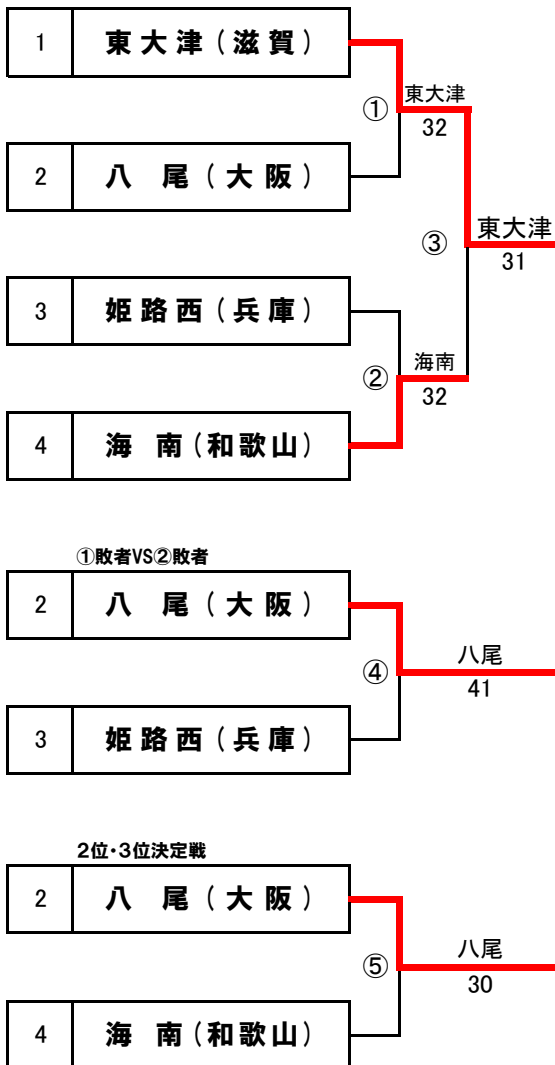 1 東大津(滋賀)
東大津
①
32
2 八 尾(大阪)
東大津
③
31
3 姫路西(兵庫)
海南
②
32
4 海 南(和歌山)
①敗者VS②敗者
2 八 尾(大阪)
八尾
④
41
3 姫路西(兵庫)
2位・3位決定戦
2 八 尾(大阪)
八尾
⑤
30
4 海 南(和歌山)